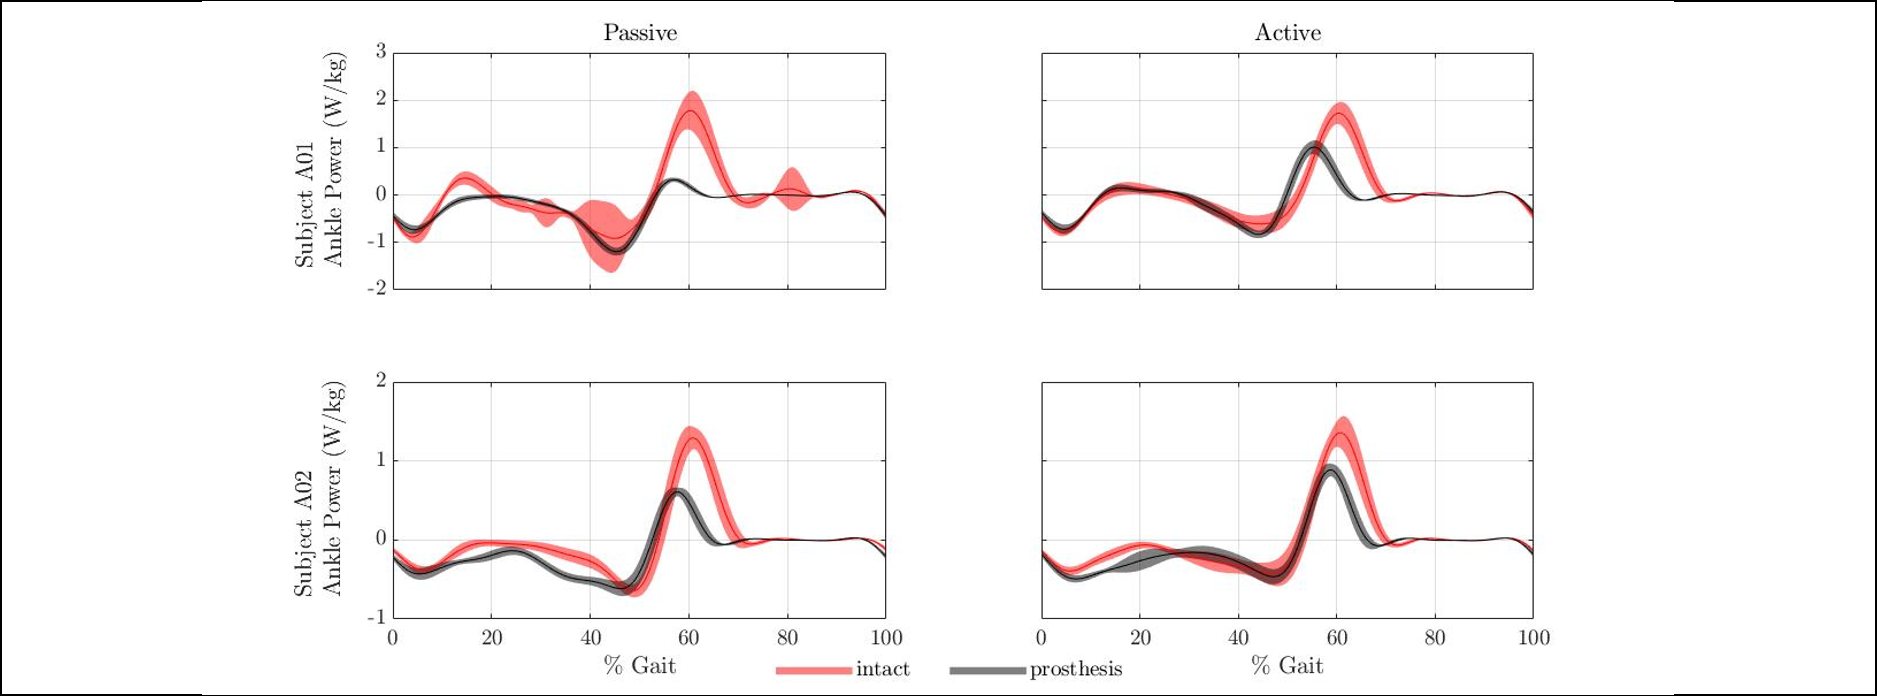 Passive
Active
Subject A01
Ankle Power (W/kg)
3
2
1
0
-1
-2
Subject A02
Ankle Power (W/kg)
2
1
0
-1
0 20 40 60 80 100
0 20 40 60 80 100
% Gait
% Gait
intact
prosthesis